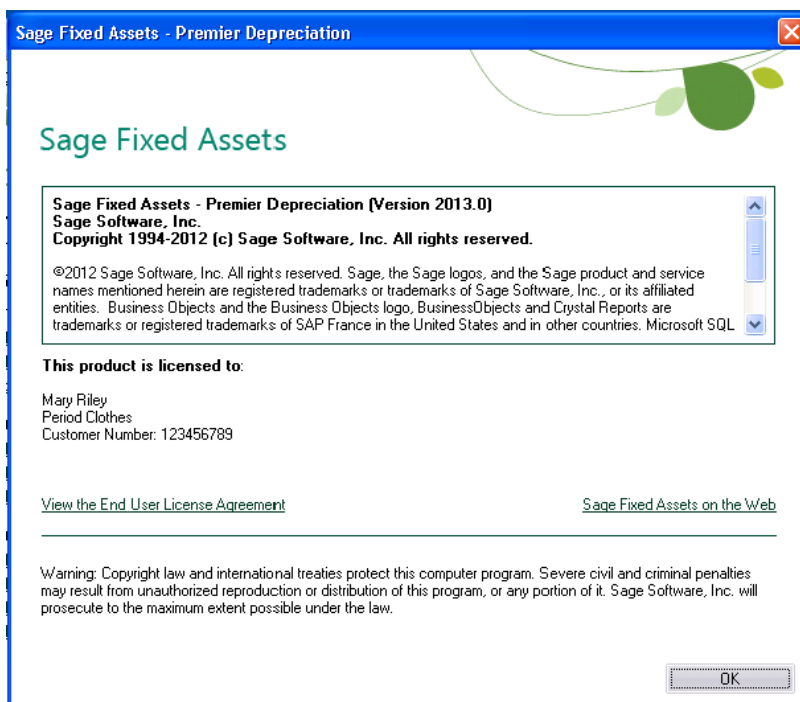 Sage Fixed Assets - Premier Depreciation
Sage Fixed Assets
Sage Fixed Assets - Premier Depreciation (Version 2013.0)
Sage Software, Inc.
Copyright 1994-2012 (c) Sage Software, Inc. All rights reserved.
©2012 Sage Software, Inc. All rights reserved. Sage, the Sage logos, and the Sage product and service
names mentioned herein are registered trademarks or trademarks of Sage Software, Inc., or its affiliated
entities.  Business Objects and the Business Objects logo, BusinessObjects and Crystal Reports are
trademarks or registered trademarks of SAP France in the United States and in other countries. Microsoft SQL
This product is licensed to:
Mary Riley
Period Clothes
Customer Number: 123456789
View the End User License Agreement
Sage Fixed Assets on the Web
Warning: Copyright law and international treaties protect this computer program. Severe civil and criminal penalties
may result from unauthorized reproduction or distribution of this program, or any portion of it. Sage Software, Inc. will
prosecute to the maximum extent possible under the law.
OK